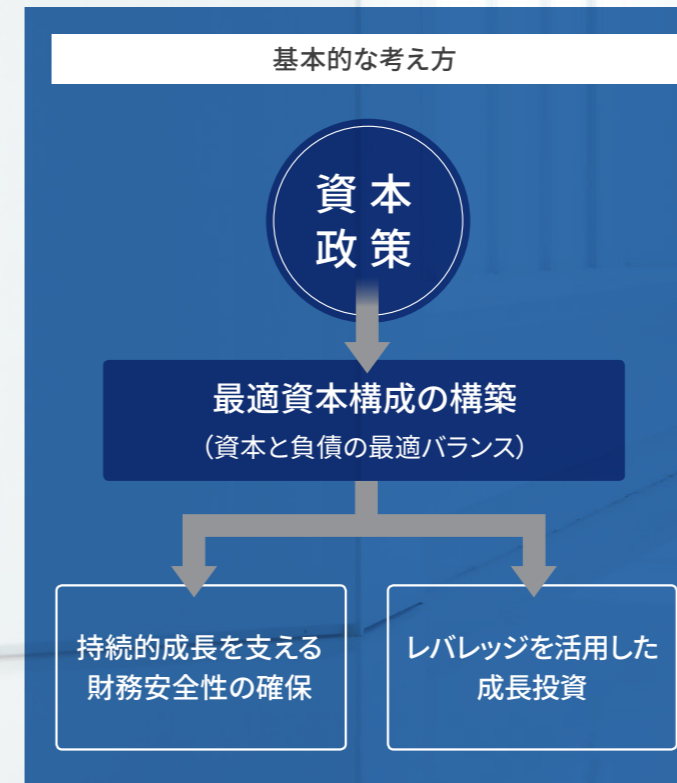 基本的な考え方
資本
政策
最適資本構成の構築
（資本と負債の最適バランス）
持続的成長を支える
財務安全性の確保
レバレッジを活用した
成長投資